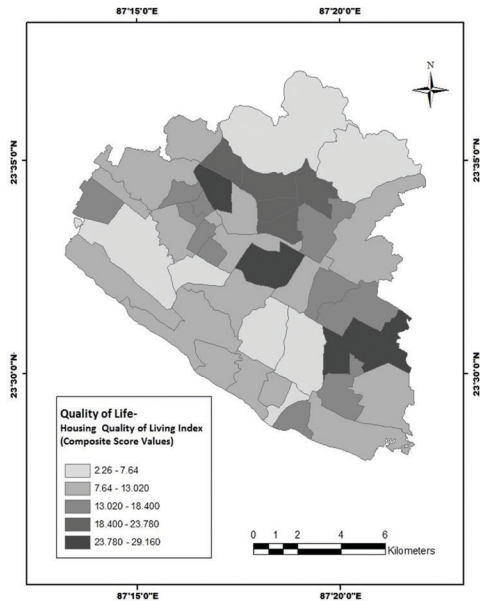 87°15'0"E 87°20'0"E
N
23°35'0"N 23°35'0"N
23°30'0"N 23°30'0"N
Quality of Life-
Housing Quality of Living Index
(Composite Score Values)
2.26 - 7.64
7.64 - 13.020
13.020 - 18.400
18.400 - 23.780
23.780 - 29.160
0 1 2 4 6
Kilometers
87°15'0"E 87°20'0"E